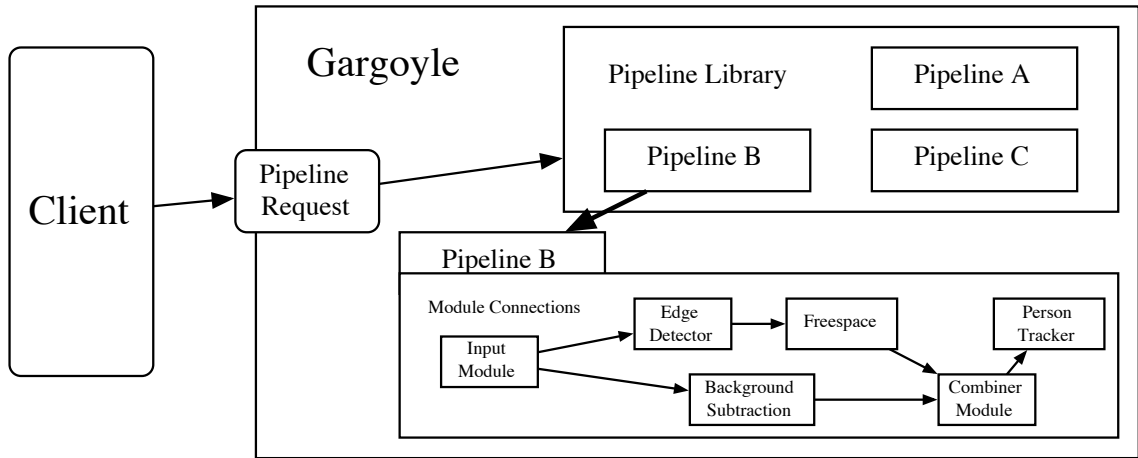 Client
Gargoyle
Pipeline
Request
Pipeline Library
Pipeline A
Pipeline B
Pipeline C
Pipeline B
Module Connections
Input
Module
Edge
Detector
Freespace
Person
Tracker
Background
Subtraction
Combiner
Module